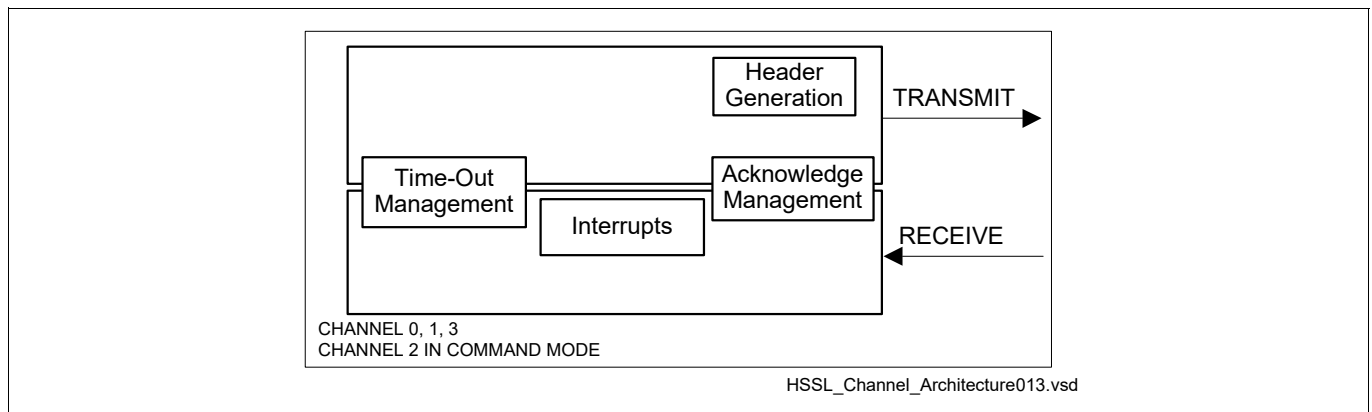 Header
Generation
TRANSMIT
Time-Out
Management
Acknowledge
Management
Interrupts
RECEIVE
CHANNEL 0, 1, 3
CHANNEL 2 IN COMMAND MODE
HSSL_Channel_Architecture013.vsd